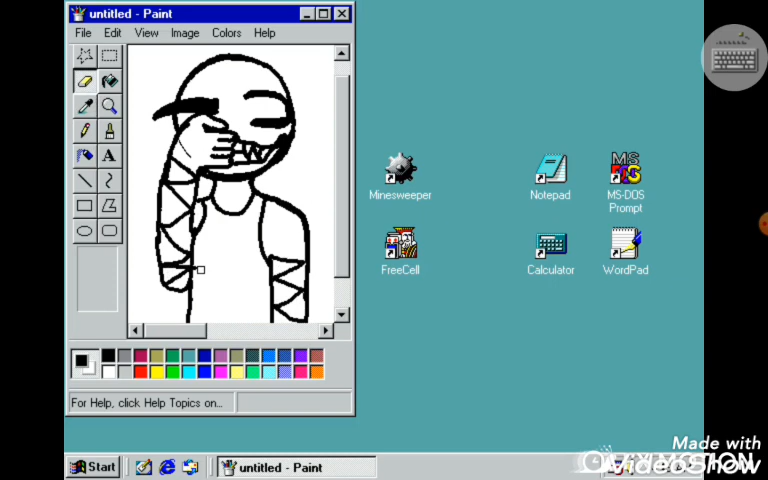 untitled - Paint
File Edit View Image Colors Help
A
Minesweeper
Notepad
MS-DOS
Prompt
MS
FreeCell
Calculator
WordPad
For Help, click Help Topics on...
Start
untitled - Paint
Made with
VideoShow